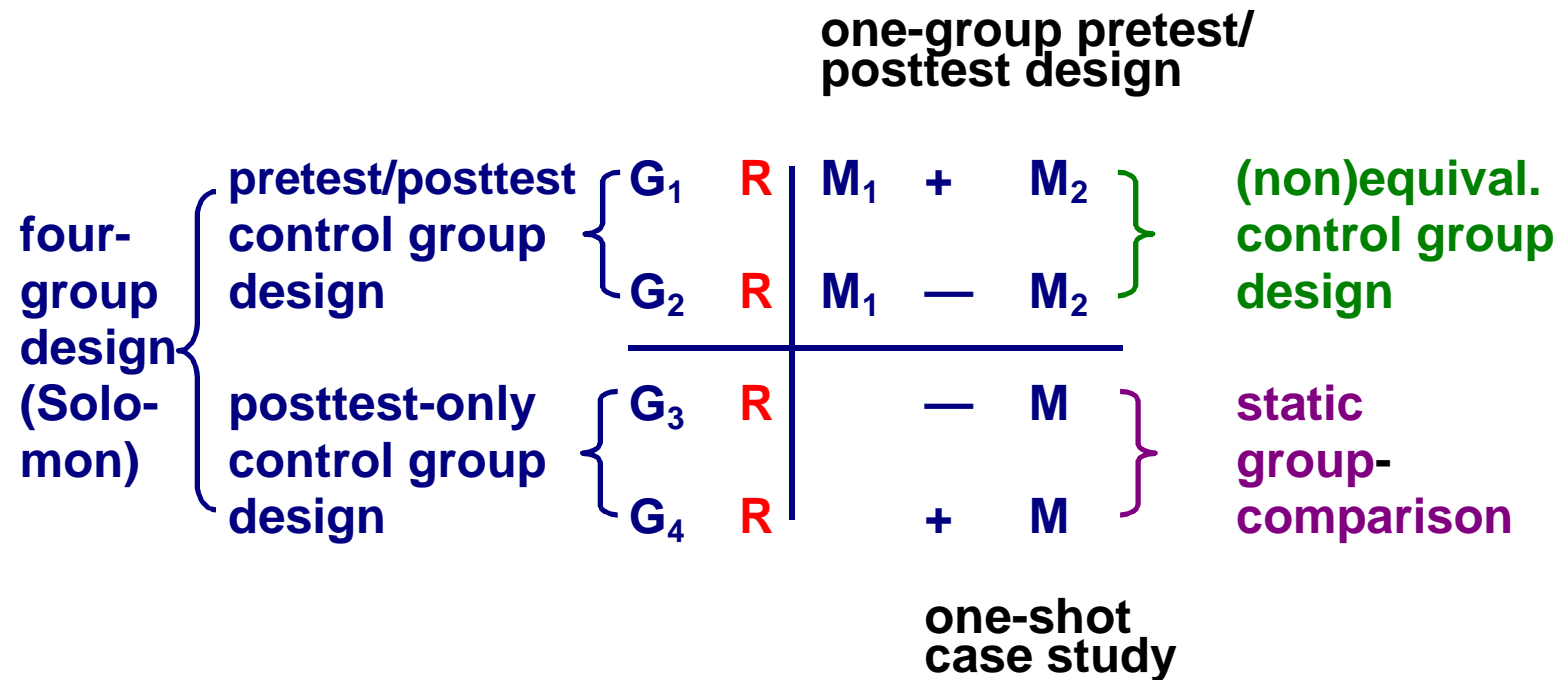 one-group pretest/
posttest design
pretest/posttest G₁ R M₁ + M₂ (non)equival.
four- control group control group
group design G₂ R M₁ — M₂ design
design
(Solo- posttest-only G₃ R — M static
mon) control group group-
design G₄ R + M comparison
one-shot
case study